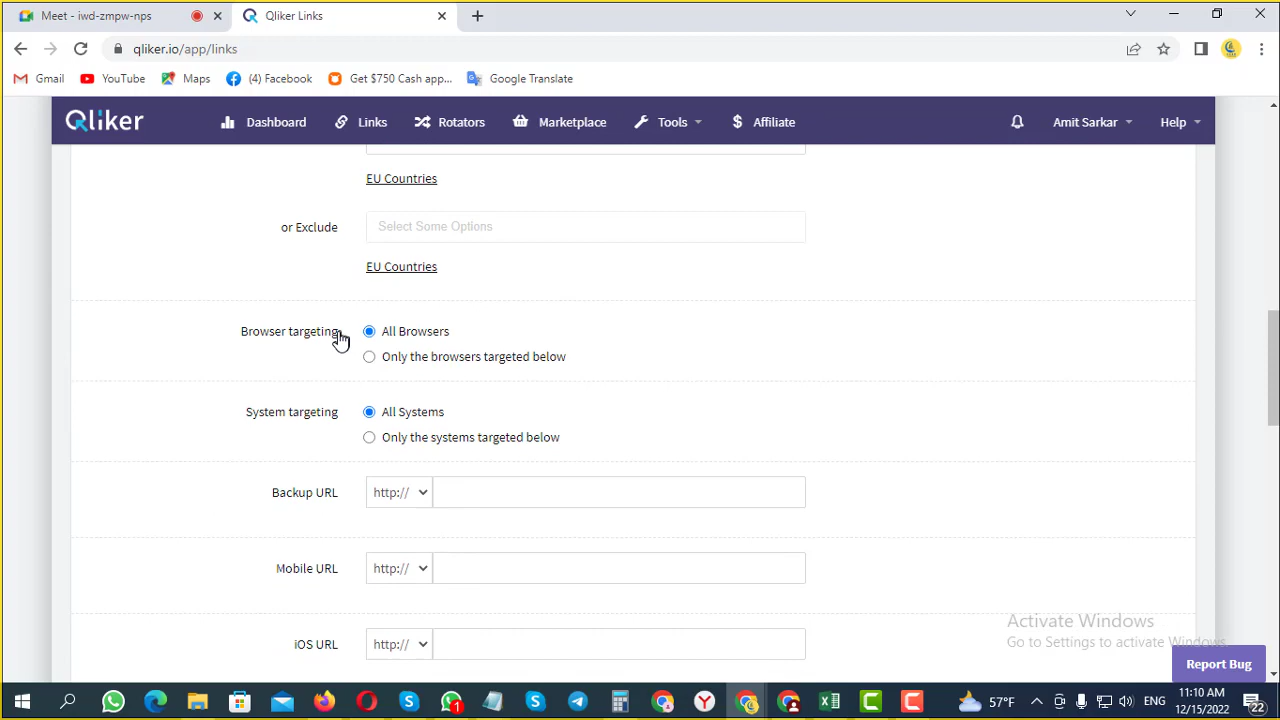 Meet - iwd-zmpw-nps
Qliker Links
qliker.io/app/links
Gmail
YouTube
Maps
(4) Facebook
Get $750 Cash app...
Google Translate
Qliker
Dashboard
Links
Rotators
Marketplace
Tools
Affiliate
Amit Sarkar
Help
EU Countries
or Exclude
Select Some Options
EU Countries
Browser targeting
All Browsers
Only the browsers targeted below
System targeting
All Systems
Only the systems targeted below
Backup URL
http://
Mobile URL
http://
iOS URL
http://
Activate Windows
Go to Settings to activate Windows.
Report Bug
1
57°F
ENG
11:10 AM
12/15/2022
22